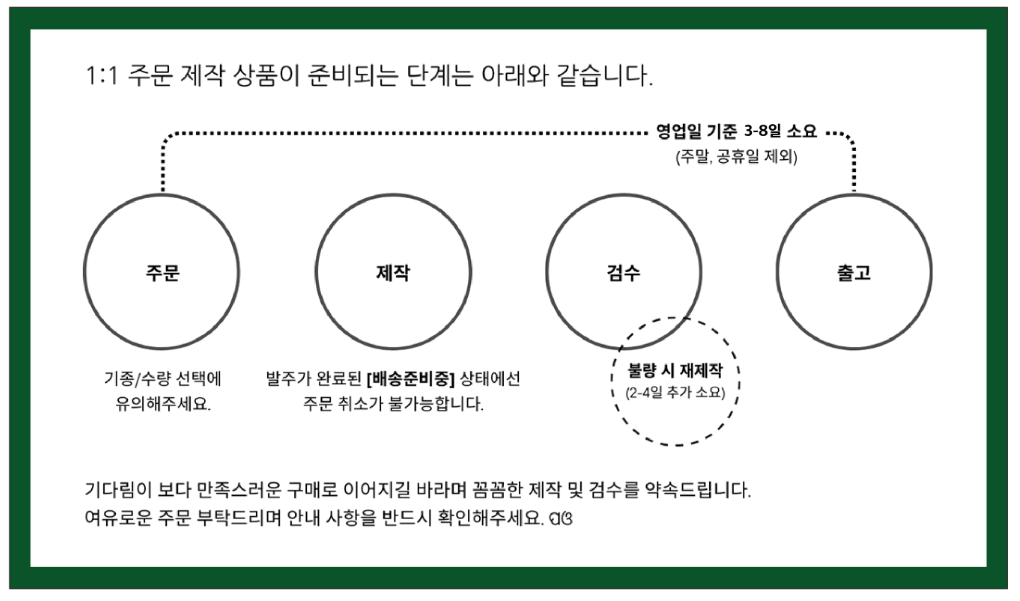 1:1 주문 제작 상품이 준비되는 단계는 아래와 같습니다.
영업일 기준 3-8일 소요
(주말, 공휴일 제외)
주문
제작
검수
출고
기종/수량 선택에
유의해주세요.
발주가 완료된 [배송준비중] 상태에선
주문 취소가 불가능합니다.
불량 시 재제작
(2-4일 추가 소요)
기다림이 보다 만족스러운 구매로 이어지길 바라며 꼼꼼한 제작 및 검수를 약속드립니다.
여유로운 주문 부탁드리며 안내 사항을 반드시 확인해주세요.